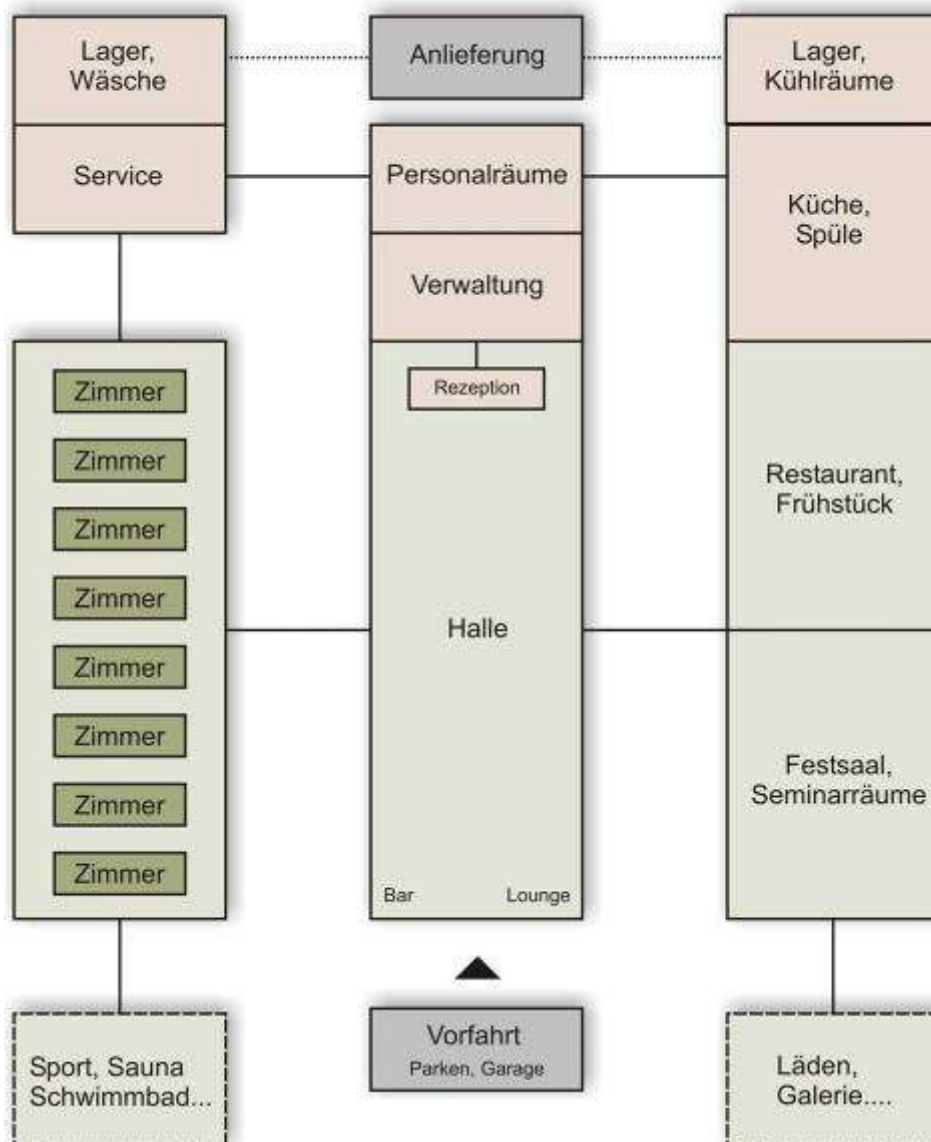 Lager,
Wäsche
Anlieferung
Lager,
Kühlräume
Service
Personalräume
Küche,
Spüle
Verwaltung
Rezeption
Zimmer
Zimmer
Zimmer
Zimmer
Zimmer
Zimmer
Zimmer
Zimmer
Halle
Bar
Lounge
Restaurant,
Frühstück
Festsaal,
Seminarräume
Vorfahrt
Parken, Garage
Sport, Sauna
Schwimmbad...
Läden,
Galerie....